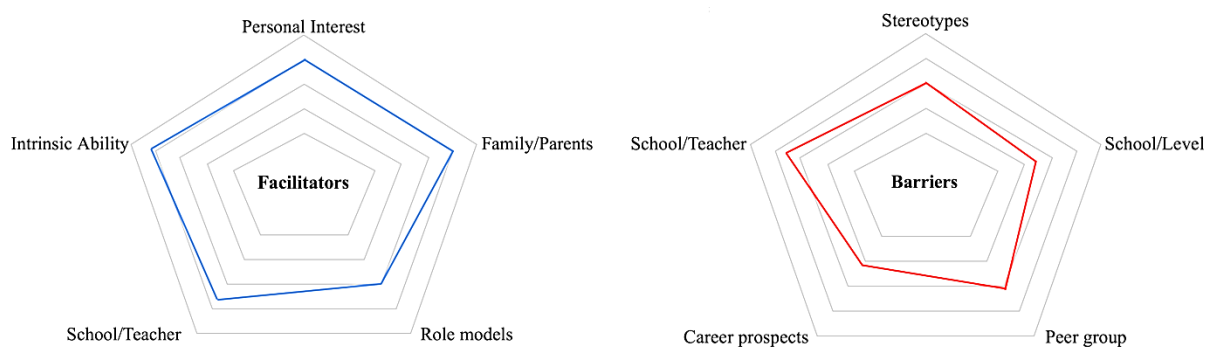 Personal Interest
Intrinsic Ability
Family/Parents
Facilitators
School/Teacher
Role models
Stereotypes
School/Teacher
School/Level
Barriers
Career prospects
Peer group